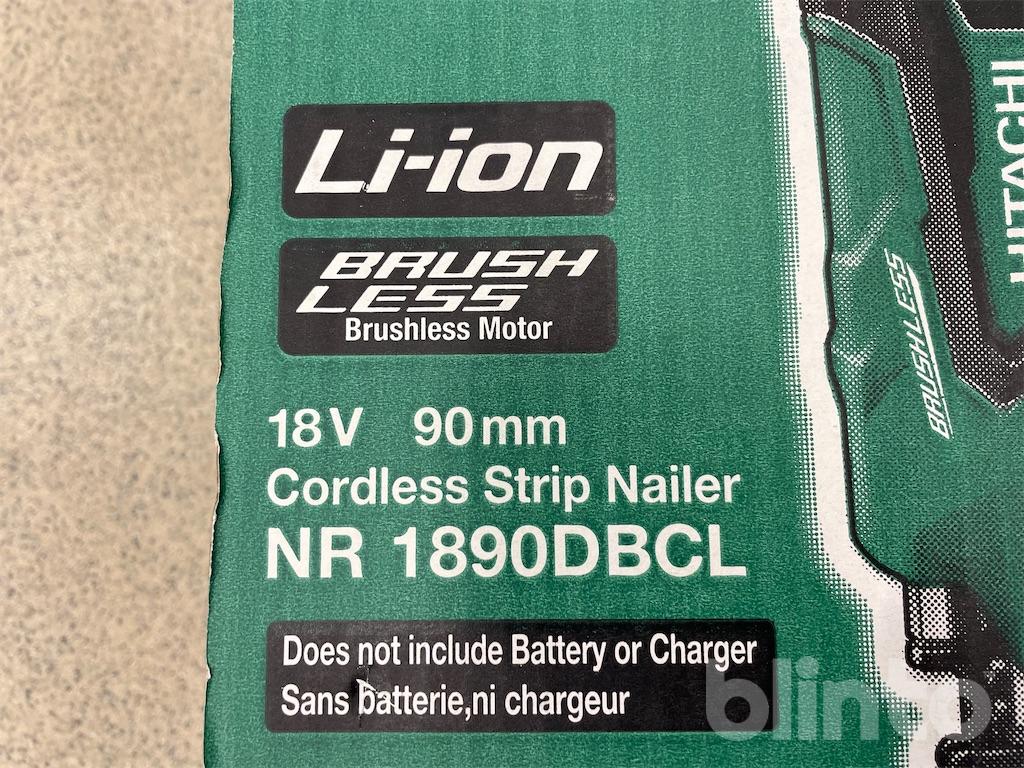 Li-ion
BRUSH
LESS
Brushless Motor
18V 90mm
Cordless Strip Nailer
NR 1890DBCL
Does not include Battery or Charger
Sans batterie,ni chargeur
HITACHI
BRUSHLESS
blinto